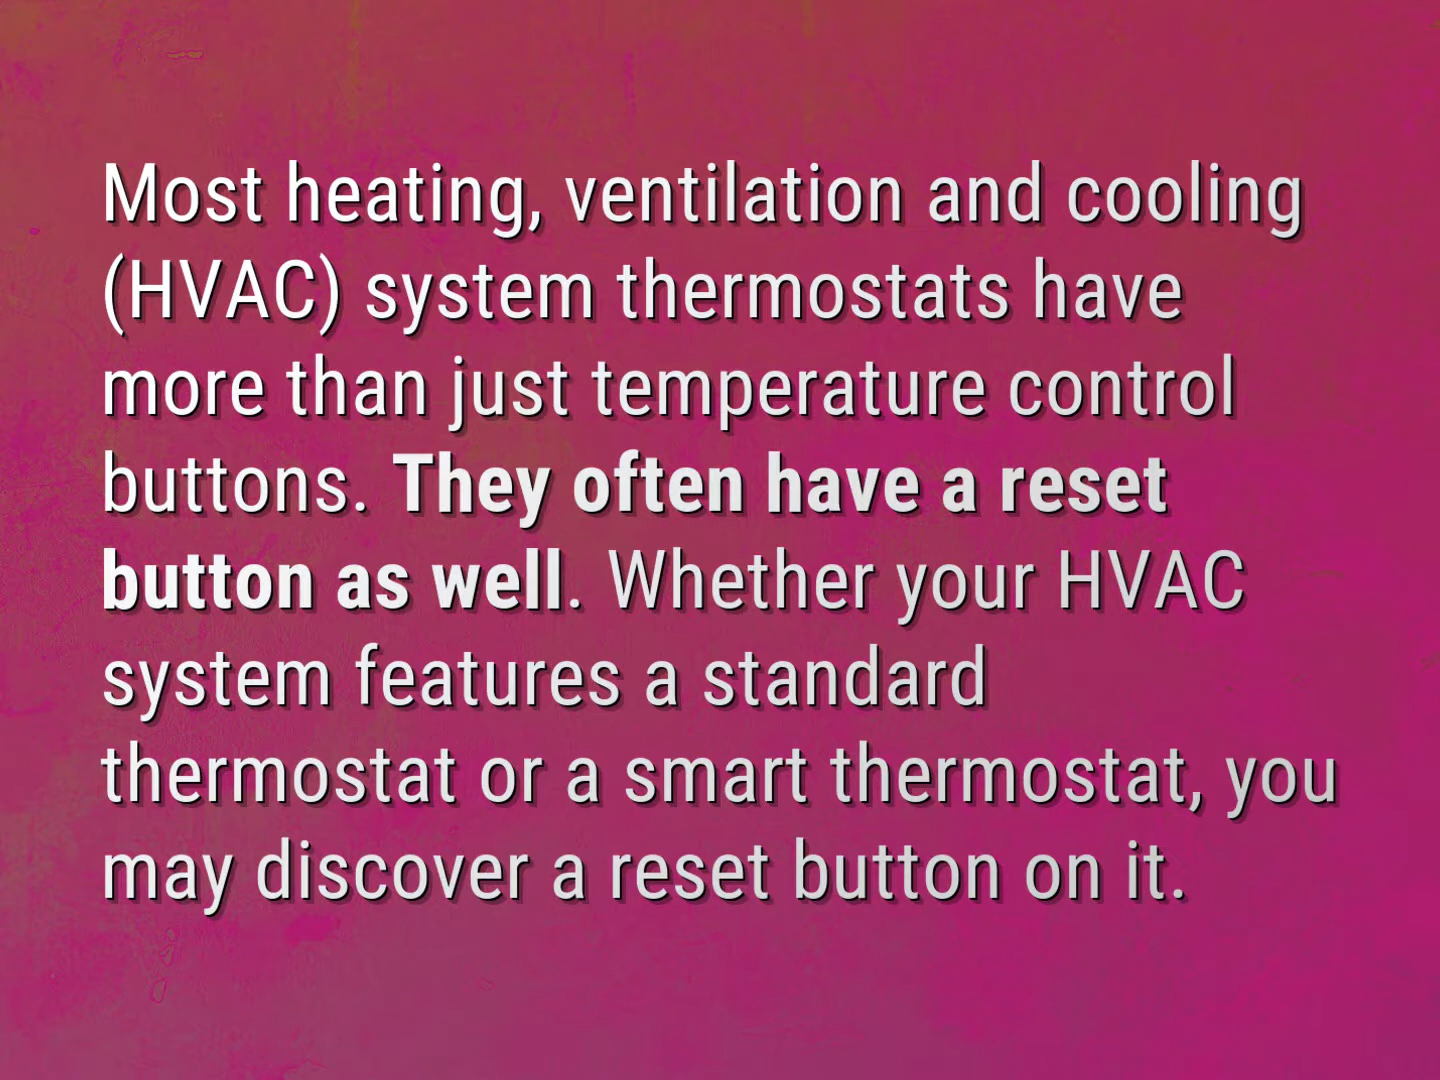 Most heating, ventilation and cooling
(HVAC) system thermostats have
more than just temperature control
buttons. They often have a reset
button as well. Whether your HVAC
system features a standard
thermostat or a smart thermostat, you
may discover a reset button on it.